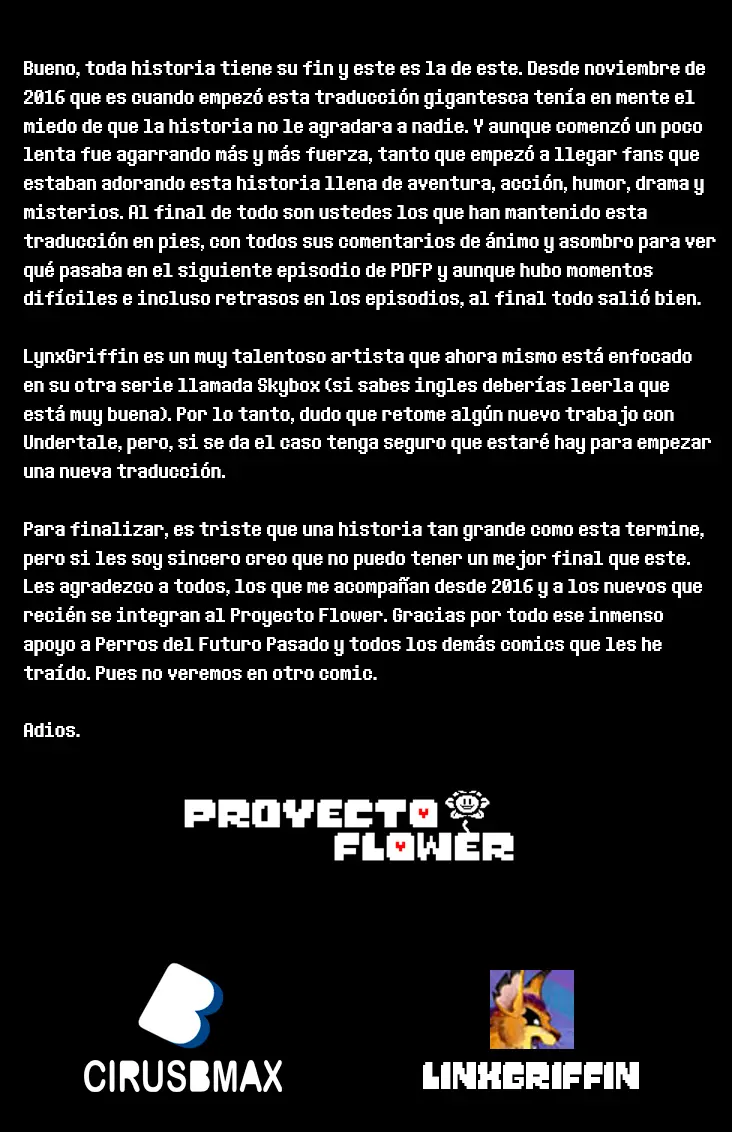 Bueno, toda historia tiene su fin y este es la de este. Desde noviembre de
2016 que es cuando empezó esta traducción gigantesca tenía en mente el
miedo de que la historia no le agradara a nadie. Y aunque comenzó un poco
lenta fue agarrando más y más fuerza, tanto que empezó a llegar fans que
estaban adorando esta historia llena de aventura, acción, humor, drama y
misterios. Al final de todo son ustedes los que han mantenido esta
traducción en pies, con todos sus comentarios de ánimo y asombro para ver
qué pasaba en el siguiente episodio de PDFP y aunque hubo momentos
difíciles e incluso retrasos en los episodios, al final todo salió bien.
LynxGriffin es un muy talentoso artista que ahora mismo está enfocado
en su otra serie llamada Skybox (si sabes ingles deberías leerla que
está muy buena). Por lo tanto, dudo que retome algún nuevo trabajo con
Undertale, pero, si se da el caso tenga seguro que estaré hay para empezar
una nueva traducción.
Para finalizar, es triste que una historia tan grande como esta termine,
pero si les soy sincero creo que no puedo tener un mejor final que este.
Les agradezco a todos, los que me acompañan desde 2016 y a los nuevos que
recién se integran al Proyecto Flower. Gracias por todo ese inmenso
apoyo a Perros del Futuro Pasado y todos los demás comics que les he
traído. Pues no veremos en otro comic.
Adios.
PROYECTO
FLOWER
CIRUSBMAX
LINXGRIFFIN